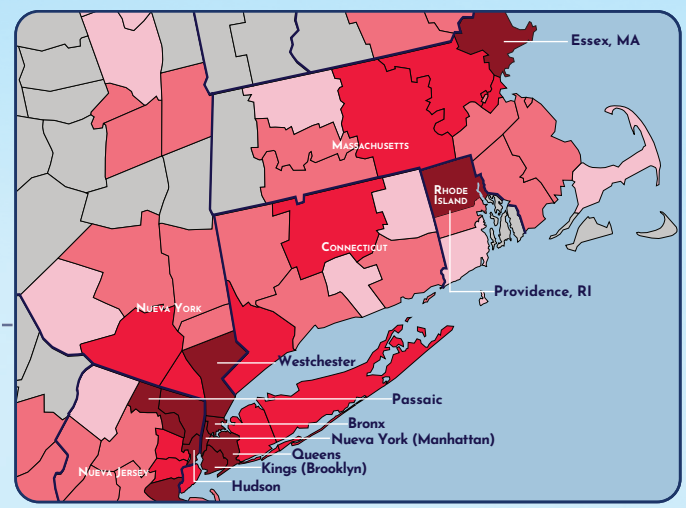 Essex, MA
Massachusetts
Rhode
Island
Connecticut
Providence, RI
Nueva York
Westchester
Passaic
Bronx
Nueva York (Manhattan)
Queens
Kings (Brooklyn)
Nueva Jersey
Hudson